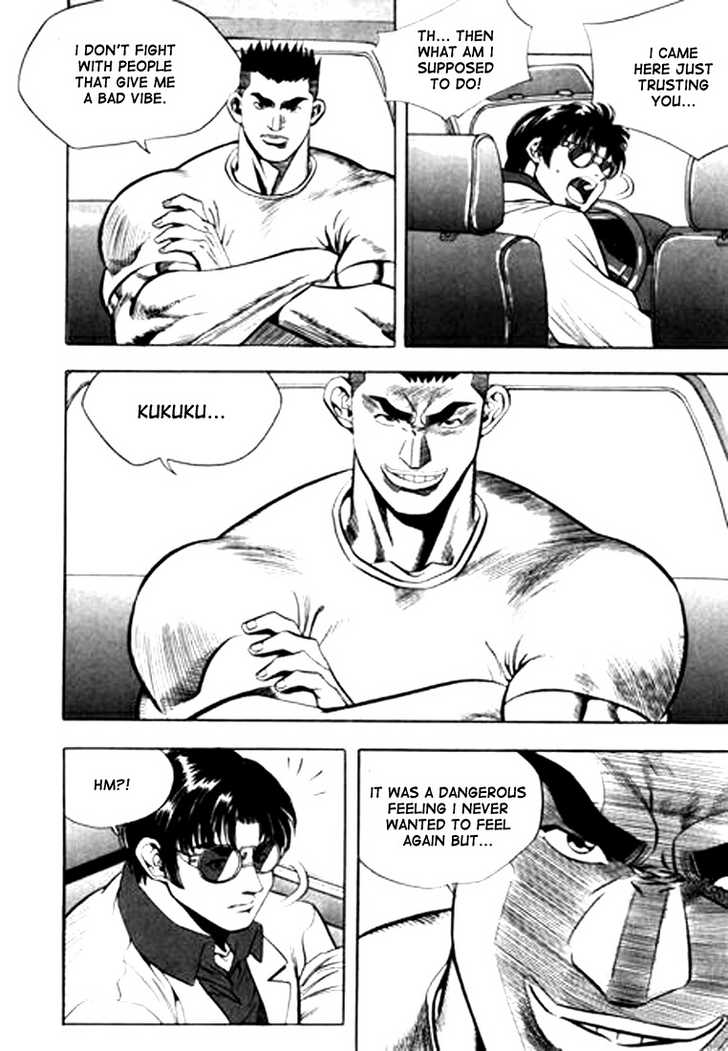 I CAME
HERE JUST
TRUSTING
YOU...
TH... THEN
WHAT AM I
SUPPOSED
TO DO!
I DON'T FIGHT
WITH PEOPLE
THAT GIVE ME
A BAD VIBE.
KUKUKU...
IT WAS A DANGEROUS
FEELING I NEVER
WANTED TO FEEL
AGAIN BUT...
HM?!